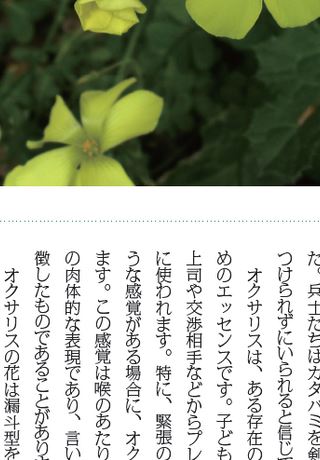 た。兵士たちはカタバミを剣
つけられずにいられると信じて
オクサリスは、ある存在の
めのエッセンスです。子ども
上司や交渉相手などからプレ
に使われます。特に、緊張の
うな感覚がある場合に、オク
ます。この感覚は喉のあたり
の肉体的な表現であり、言い
徴したものであることがありま
オクサリスの花は漏斗型を